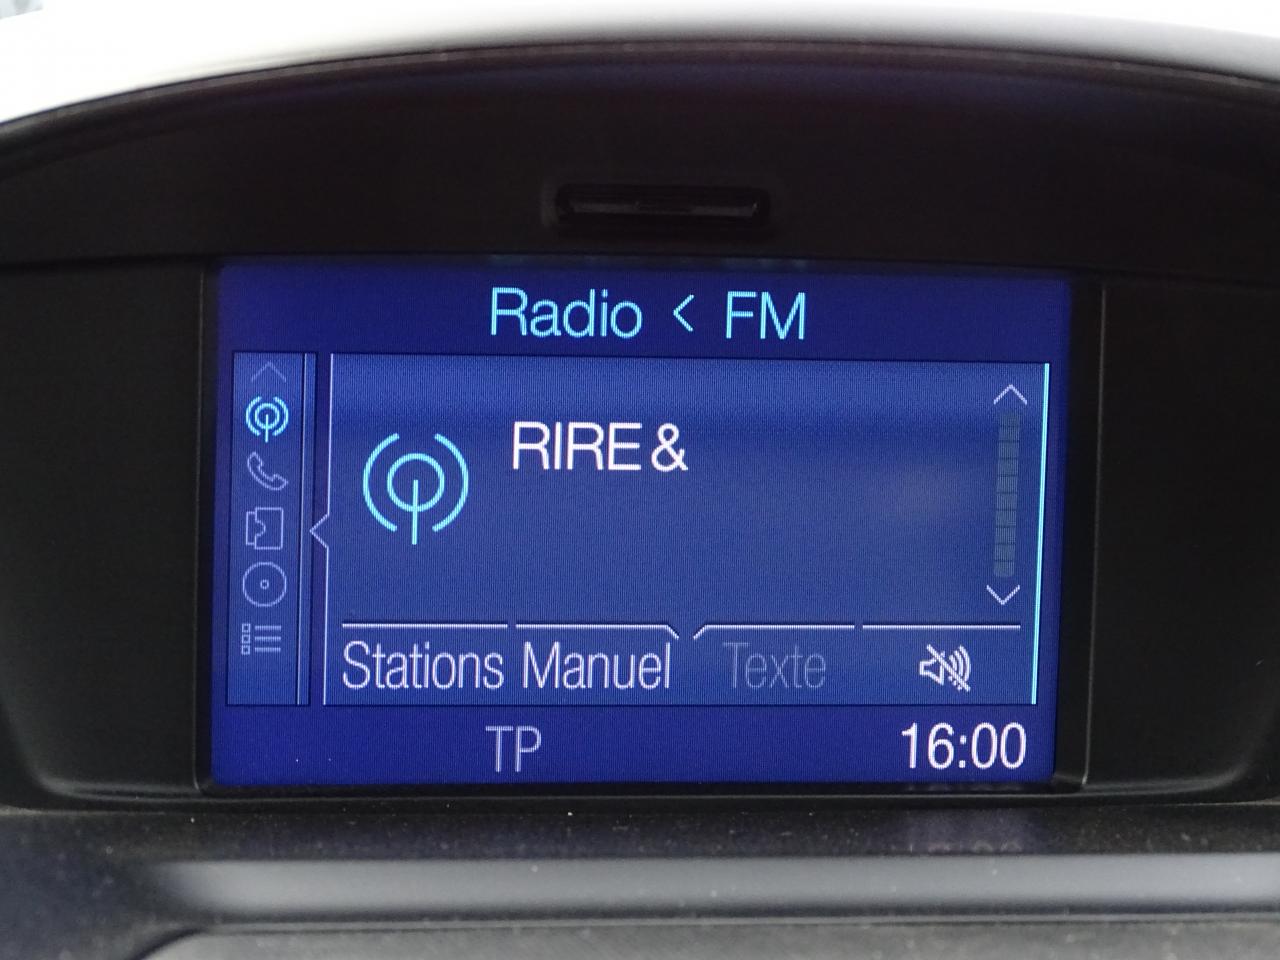 Radio < FM
RIRE &
Stations Manuel Texte
TP 16:00